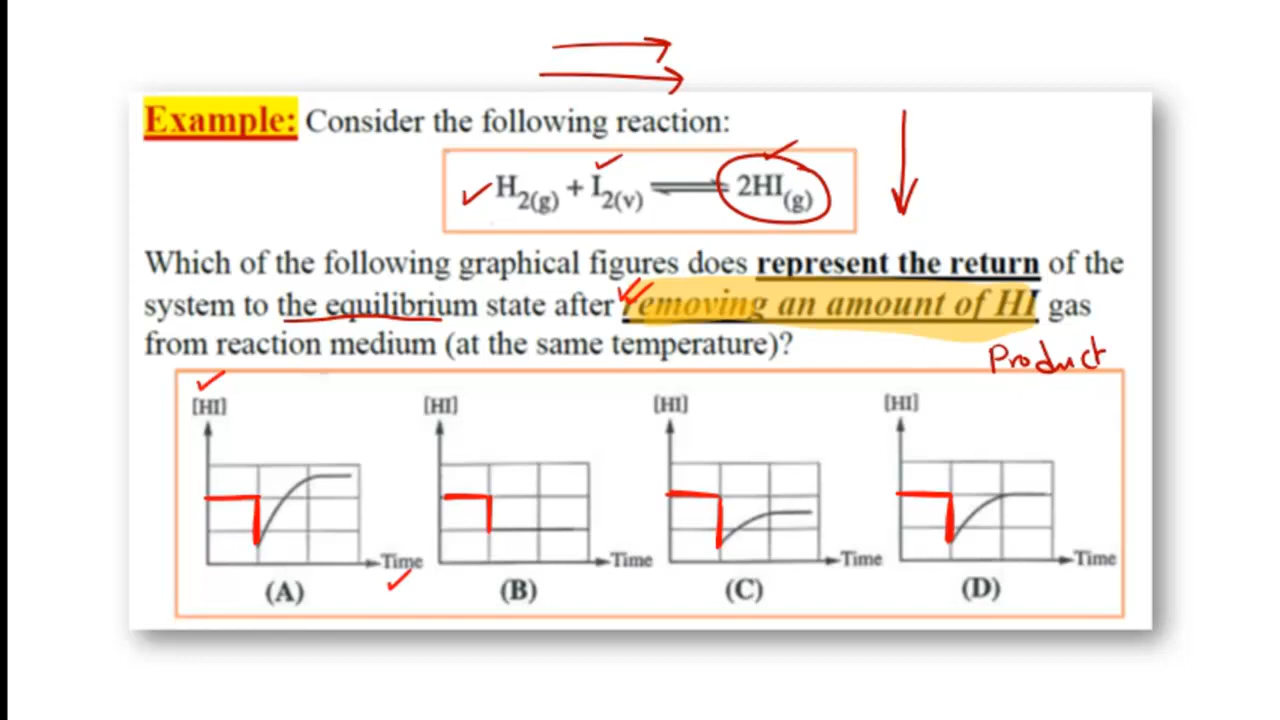 Example: Consider the following reaction:
H2(g) + I2(v) ⇌ 2HI(g)
Which of the following graphical figures does represent the return of the
system to the equilibrium state after removing an amount of HI gas
from reaction medium (at the same temperature)?
Product
[HI] [HI] [HI] [HI]
Time Time Time Time
(A) (B) (C) (D)